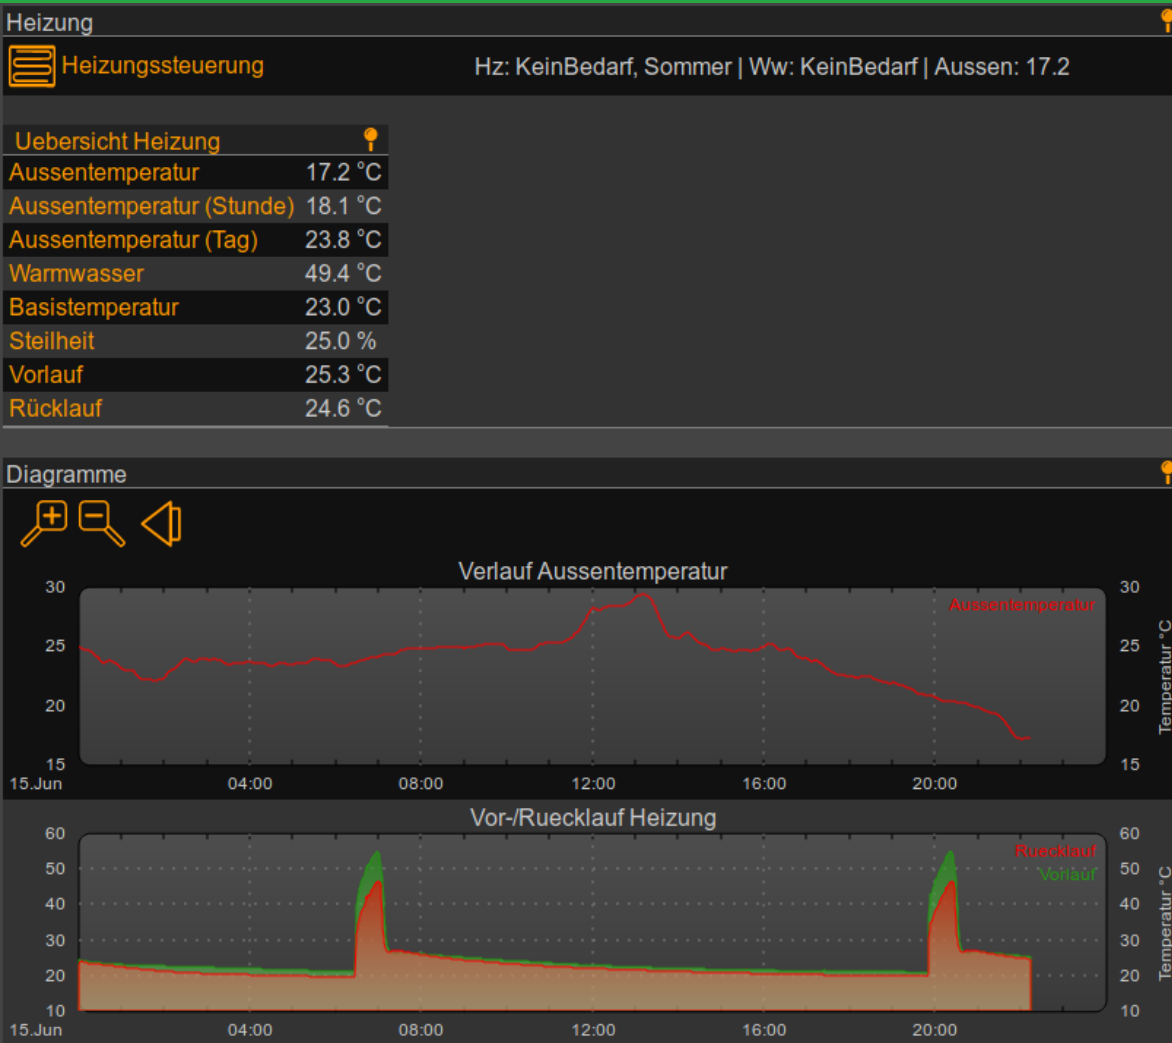 Heizung
Heizungssteuerung Hz: KeinBedarf, Sommer | Ww: KeinBedarf | Aussen: 17.2
Uebersicht Heizung
Aussentemperatur 17.2 °C
Aussentemperatur (Stunde) 18.1 °C
Aussentemperatur (Tag) 23.8 °C
Warmwasser 49.4 °C
Basistemperatur 23.0 °C
Steilheit 25.0 %
Vorlauf 25.3 °C
Rücklauf 24.6 °C
Diagramme
Verlauf Aussentemperatur
30 30
Aussentemperatur
25 25
20 20
15 15
Temperatur °C
15.Jun 04:00 08:00 12:00 16:00 20:00
Vor-/Ruecklauf Heizung
60 60
Ruecklauf
50 50
Vorlauf
40 40
30 30
20 20
10 10
Temperatur °C
15.Jun 04:00 08:00 12:00 16:00 20:00